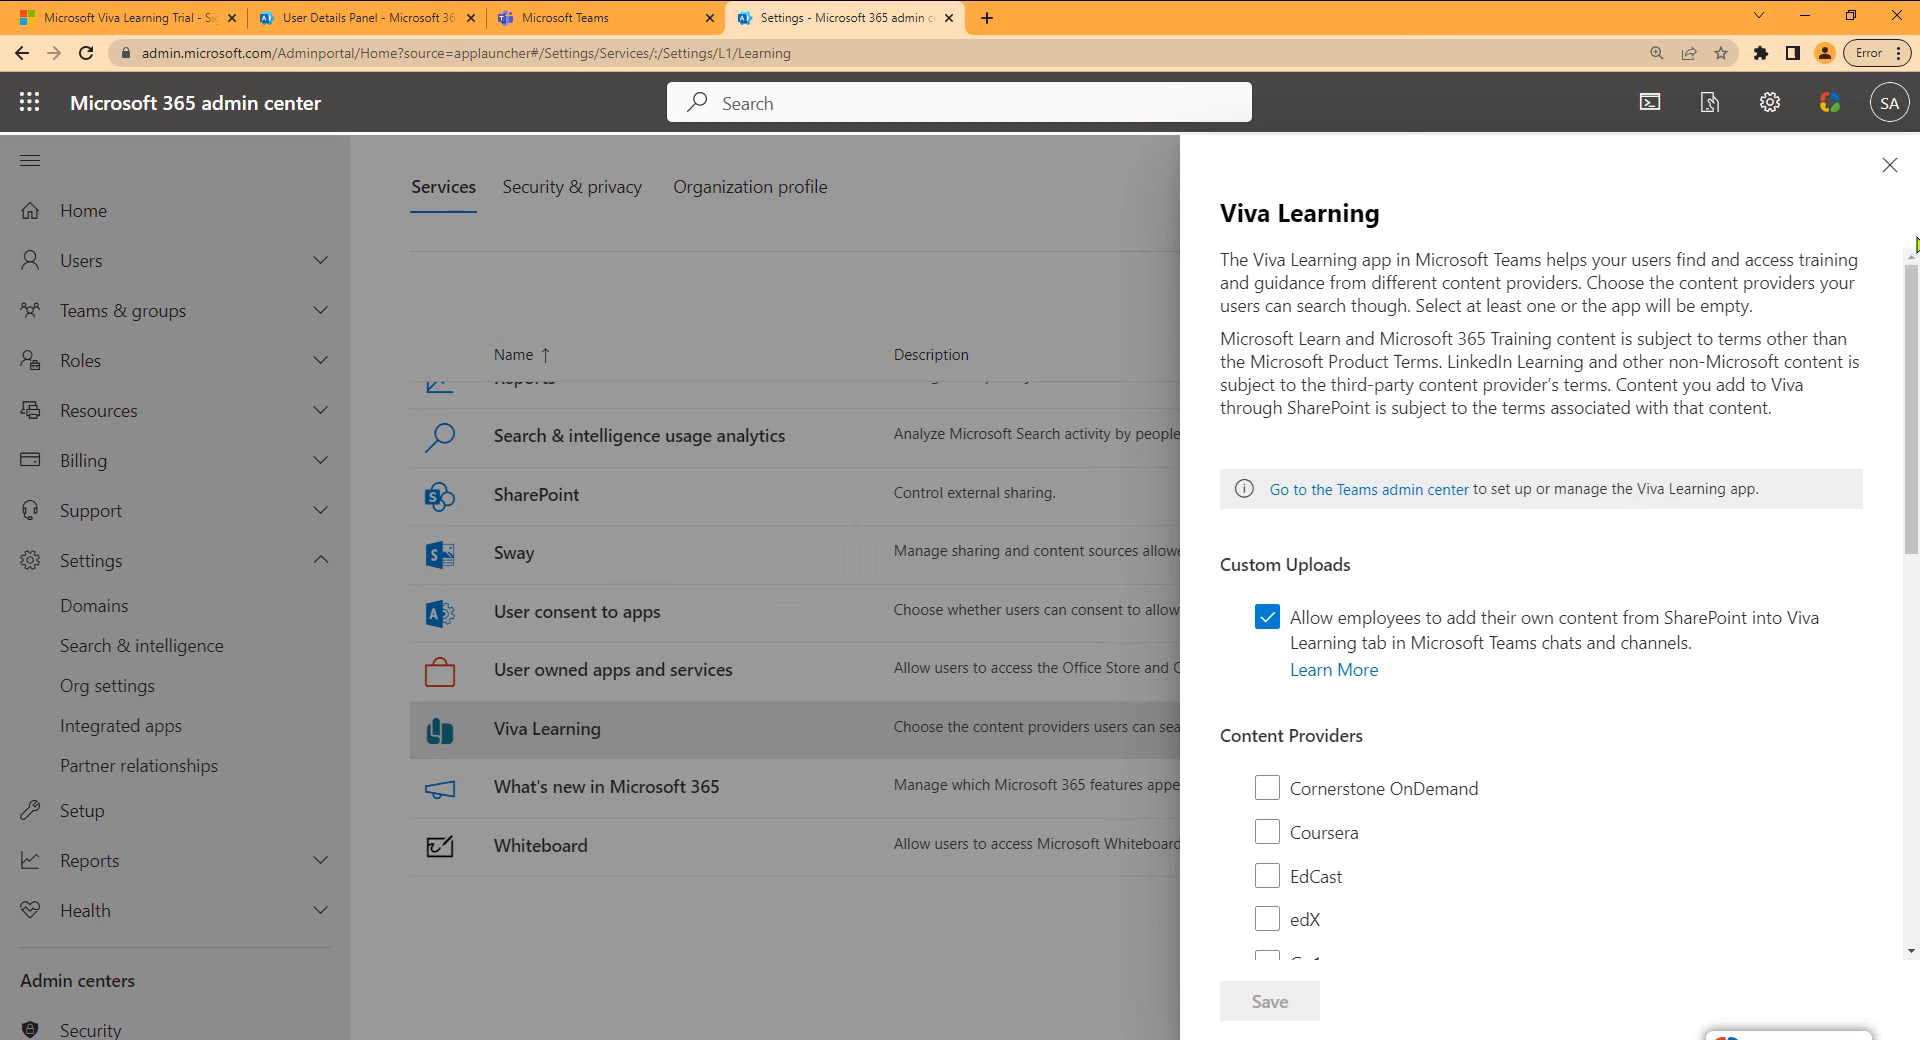 Microsoft Viva Learning Trial - Si
User Details Panel - Microsoft 36
Microsoft Teams
Settings - Microsoft 365 admin c
admin.microsoft.com/Adminportal/Home?source=applauncher#/Settings/Services/:/Settings/L1/Learning
Error
Microsoft 365 admin center
Search
SA
Home
Users
Teams & groups
Roles
Resources
Billing
Support
Settings
Domains
Search & intelligence
Org settings
Integrated apps
Partner relationships
Setup
Reports
Health
Admin centers
Security
Services
Security & privacy
Organization profile
Name ↑
Description
Reports
Search & intelligence usage analytics
Analyze Microsoft Search activity by people
SharePoint
Control external sharing.
Sway
Manage sharing and content sources allowe
User consent to apps
Choose whether users can consent to allow
User owned apps and services
Allow users to access the Office Store and O
Viva Learning
Choose the content providers users can sea
What's new in Microsoft 365
Manage which Microsoft 365 features appe
Whiteboard
Allow users to access Microsoft Whiteboard
Viva Learning
The Viva Learning app in Microsoft Teams helps your users find and access training
and guidance from different content providers. Choose the content providers your
users can search though. Select at least one or the app will be empty.
Microsoft Learn and Microsoft 365 Training content is subject to terms other than
the Microsoft Product Terms. LinkedIn Learning and other non-Microsoft content is
subject to the third-party content provider's terms. Content you add to Viva
through SharePoint is subject to the terms associated with that content.
Go to the Teams admin center to set up or manage the Viva Learning app.
Custom Uploads
Allow employees to add their own content from SharePoint into Viva
Learning tab in Microsoft Teams chats and channels.
Learn More
Content Providers
Cornerstone OnDemand
Coursera
EdCast
edX
Save